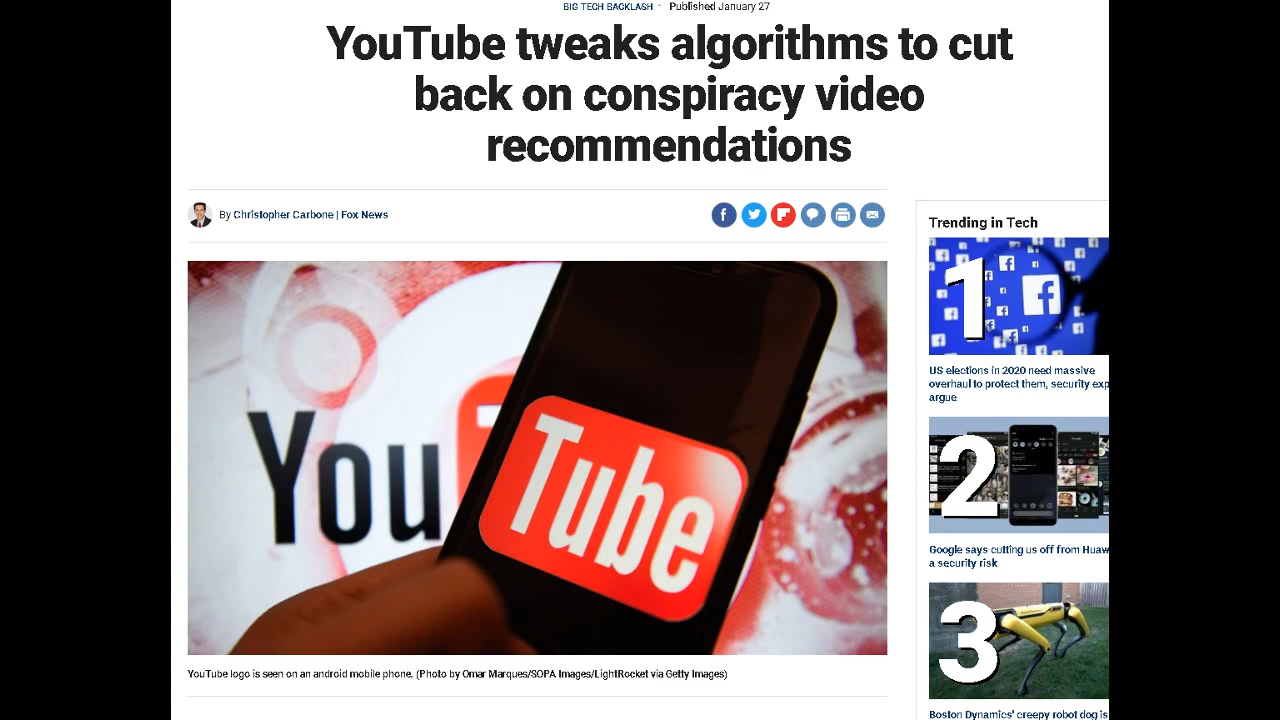 BIG TECH BACKLASH · Published January 27
YouTube tweaks algorithms to cut
back on conspiracy video
recommendations
By Christopher Carbone | Fox News
You
Tube
YouTube logo is seen on an android mobile phone. (Photo by Omar Marques/SOPA Images/LightRocket via Getty Images)
Trending in Tech
1
US elections in 2020 need massive
overhaul to protect them, security exp
argue
2
Google says cutting us off from Huaw
a security risk
3
Boston Dynamics' creepy robot dog is